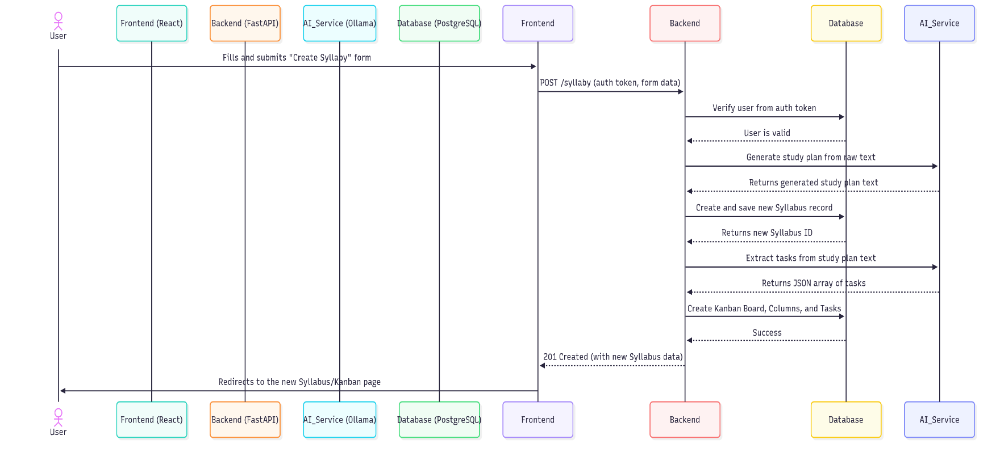 User
Frontend (React)
Backend (FastAPI)
AI_Service (Ollama)
Database (PostgreSQL)
Frontend
Backend
Database
AI_Service
Fills and submits "Create Syllaby" form
POST /syllaby (auth token, form data)
Verify user from auth token
User is valid
Generate study plan from raw text
Returns generated study plan text
Create and save new Syllabus record
Returns new Syllabus ID
Extract tasks from study plan text
Returns JSON array of tasks
Create Kanban Board, Columns, and Tasks
Success
201 Created (with new Syllabus data)
Redirects to the new Syllabus/Kanban page
User
Frontend (React)
Backend (FastAPI)
AI_Service (Ollama)
Database (PostgreSQL)
Frontend
Backend
Database
AI_Service